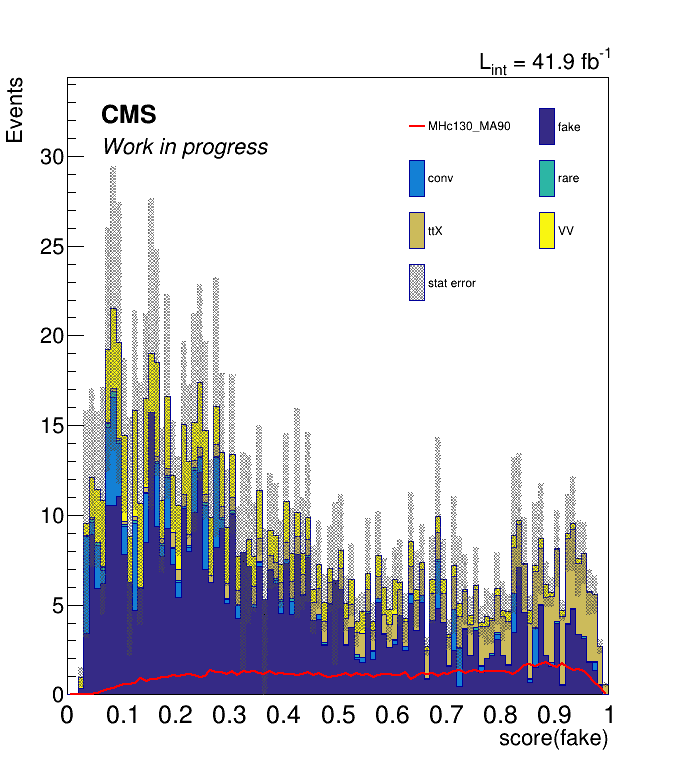 L_int = 41.9 fb^-1
Events
CMS
Work in progress
MHc130_MA90
fake
conv
rare
ttX
VV
stat error
30
25
20
15
10
5
0
0 0.1 0.2 0.3 0.4 0.5 0.6 0.7 0.8 0.9 1
score(fake)